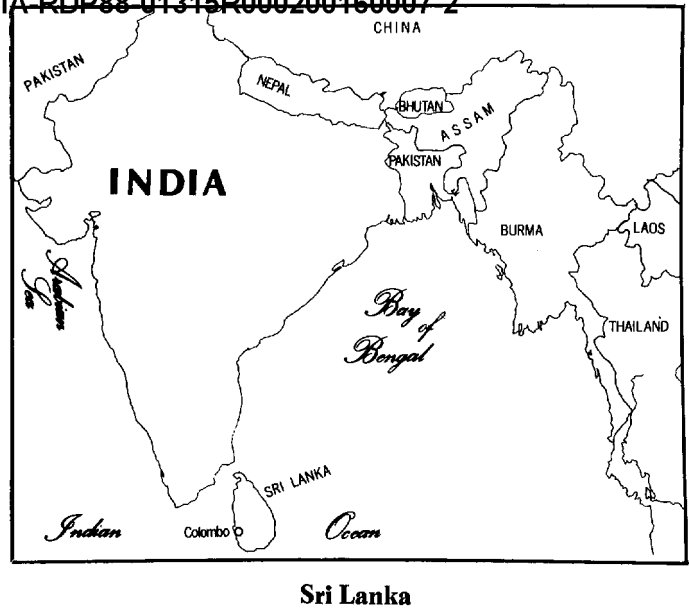 IA-RDP88-01315R000200160007-2
CHINA
PAKISTAN
NEPAL
BHUTAN
ASSAM
PAKISTAN
INDIA
BURMA
LAOS
Arabian
Sea
Bay
of
Bengal
THAILAND
SRI LANKA
Indian
Colombo
Ocean
Sri Lanka